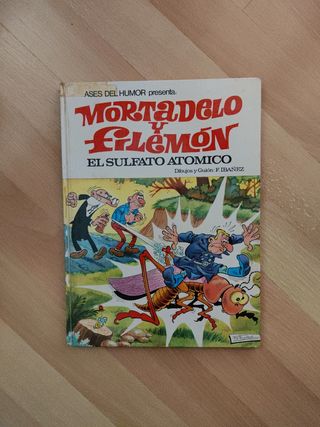 ASES DEL HUMOR presenta:
MORTADELO
Y
FILEMÓN
EL SULFATO ATOMICO
Dibujos y Guión: F. IBAÑEZ